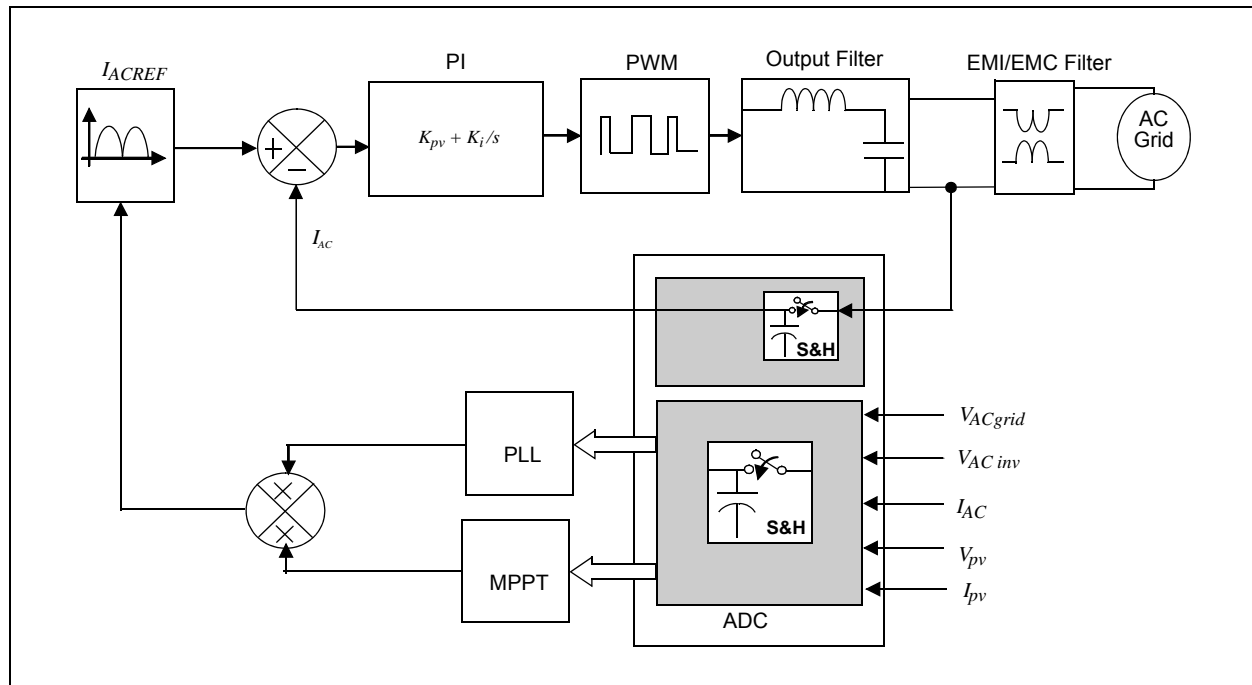 PI
PWM
Output Filter
EMI/EMC Filter
I_ACREF
AC
Grid
K_pv + K_i/s
+
−
I_AC
S&H
V_ACgrid
PLL
V_AC inv
×
I_AC
×
S&H
V_pv
MPPT
I_pv
ADC